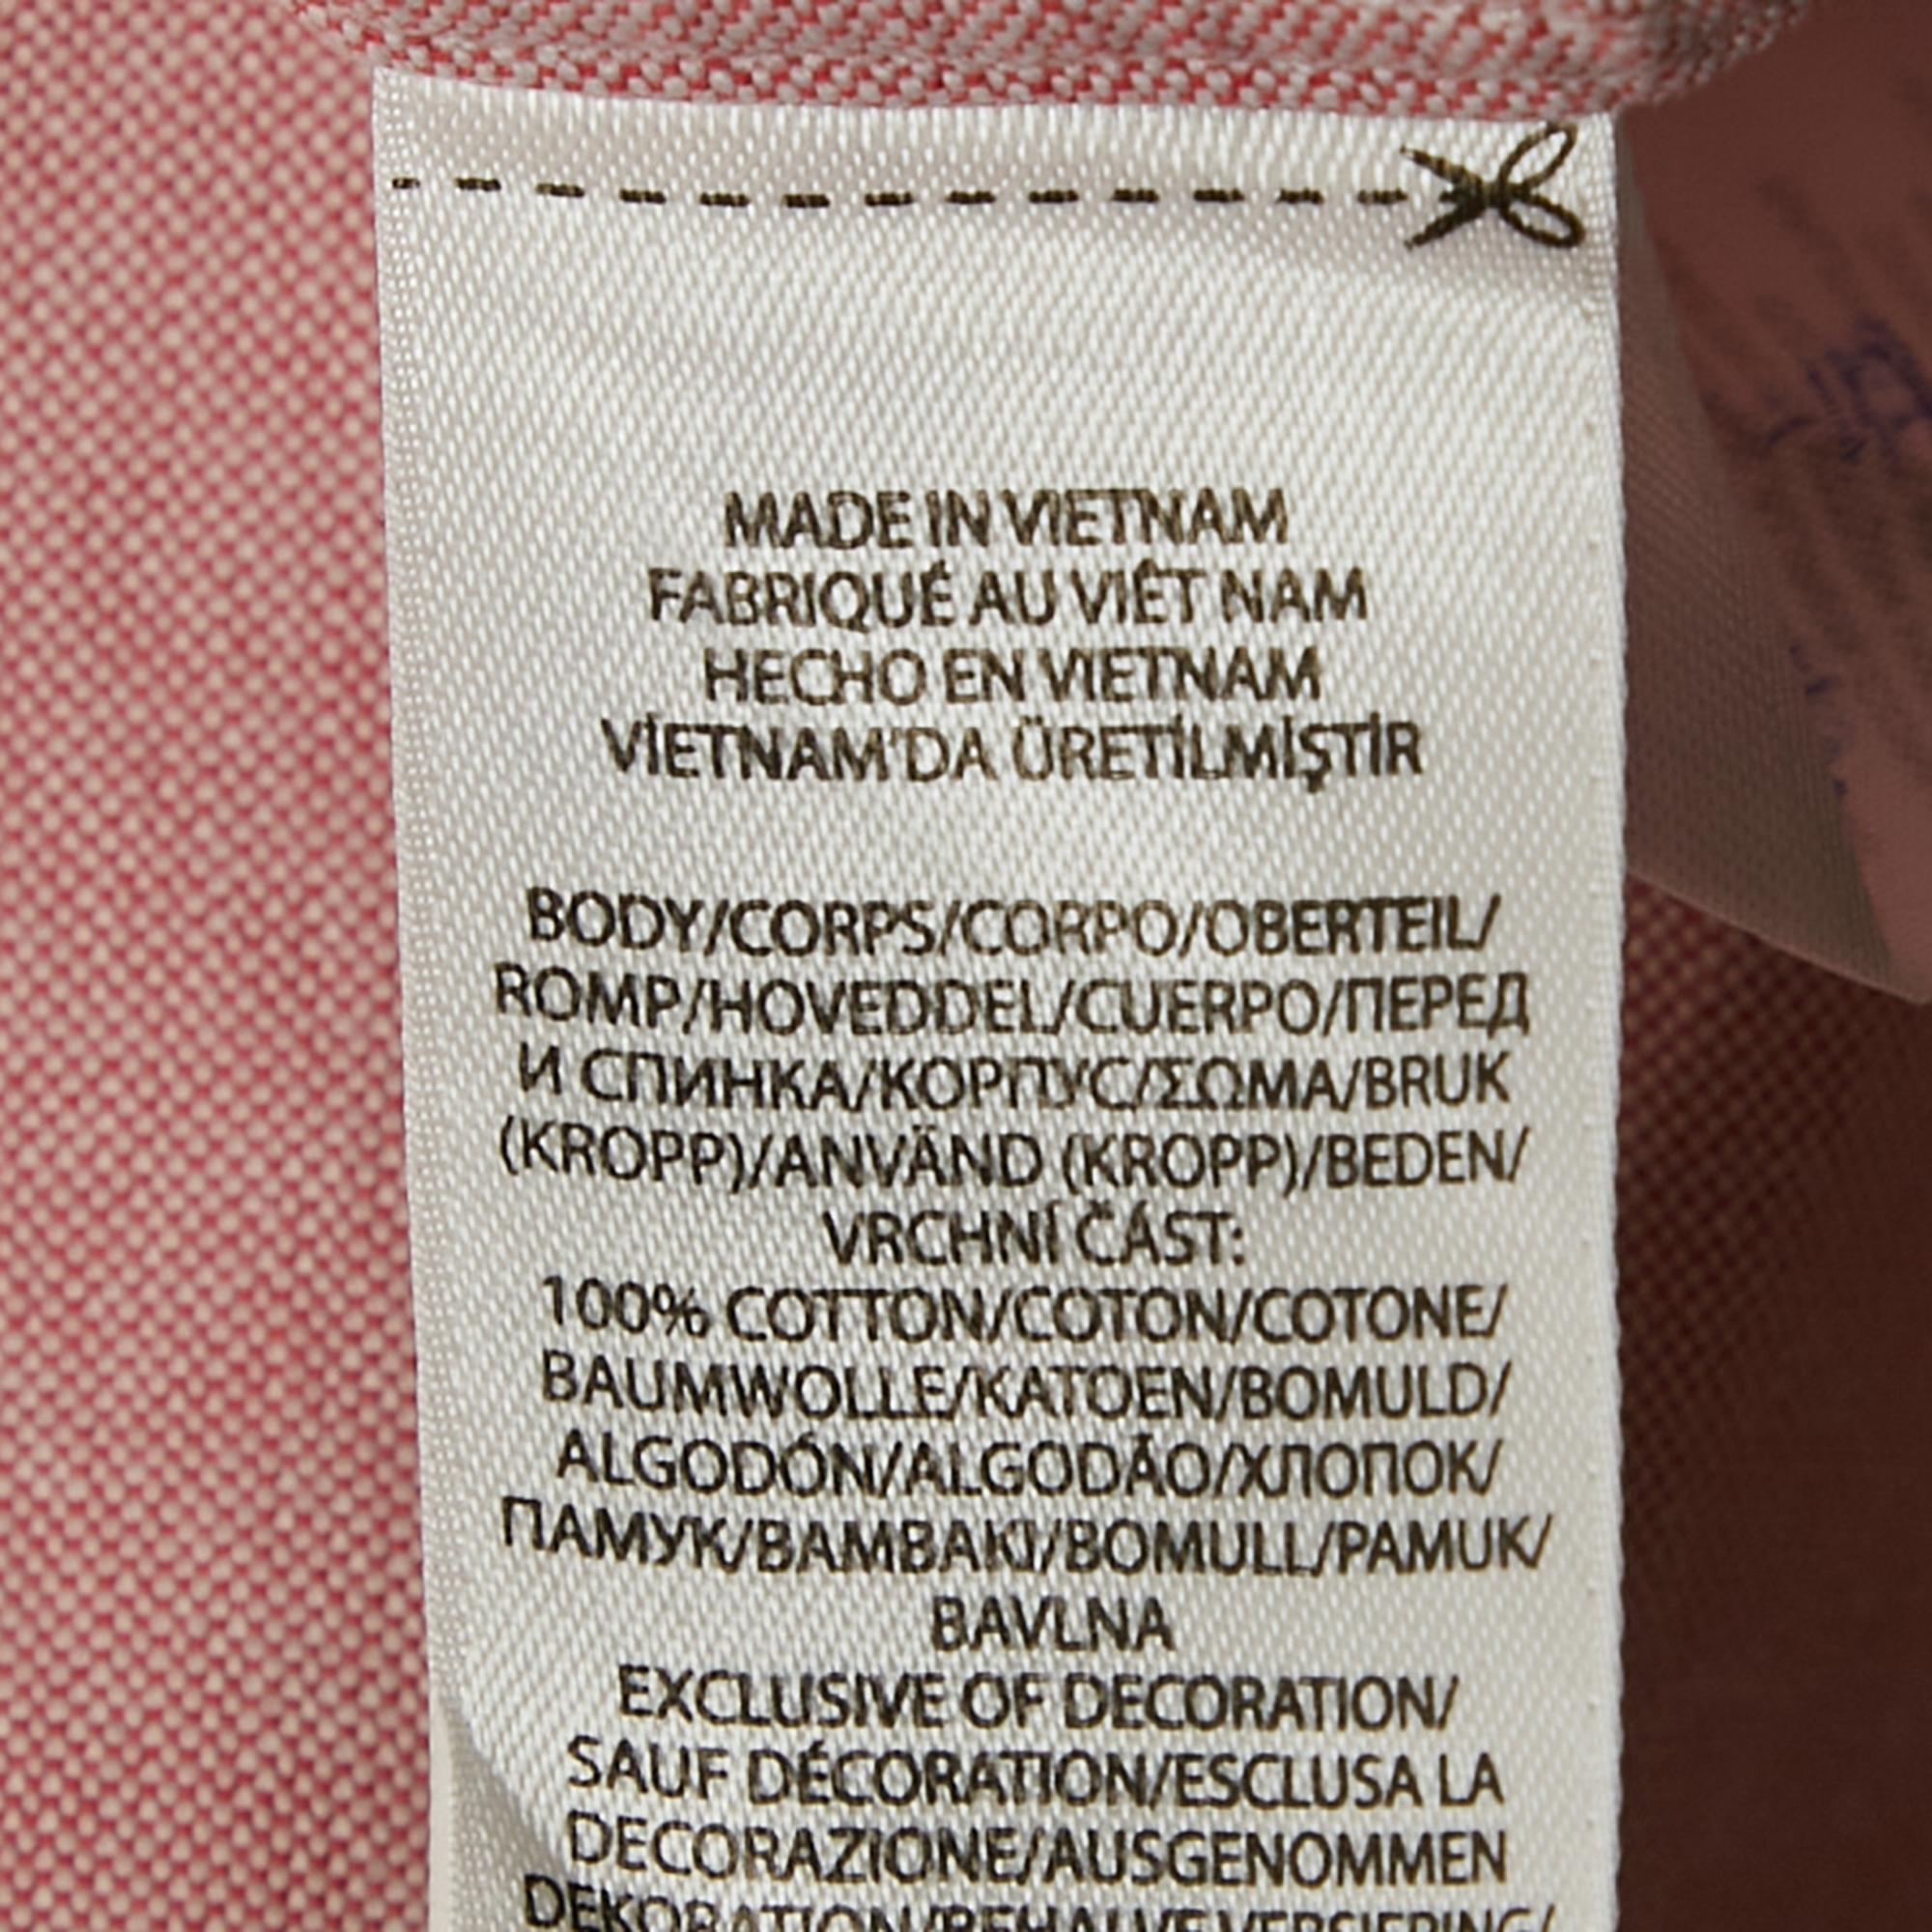 MADE IN VIETNAM
FABRIQUÉ AU VIÊT NAM
HECHO EN VIETNAM
VİETNAM'DA ÜRETİLMİŞTİR
BODY/CORPS/CORPO/OBERTEIL/
ROMP/HOVEDDEL/CUERPO/ПЕРЕД
И СПИНКА/КОРПУС/ΣΩΜΑ/BRUK
(KROPP)/ANVÄND (KROPP)/BEDEN/
VRCHNÍ ČÁST:
100% COTTON/COTON/COTONE/
BAUMWOLLE/KATOEN/BOMULD/
ALGODÓN/ALGODÃO/ХЛОПОК/
ПАМУК/BAMBAKI/BOMULL/PAMUK/
BAVLNA
EXCLUSIVE OF DECORATION/
SAUF DÉCORATION/ESCLUSA LA
DECORAZIONE/AUSGENOMMEN
DEKORATION/BEHALVE VERSIERING/